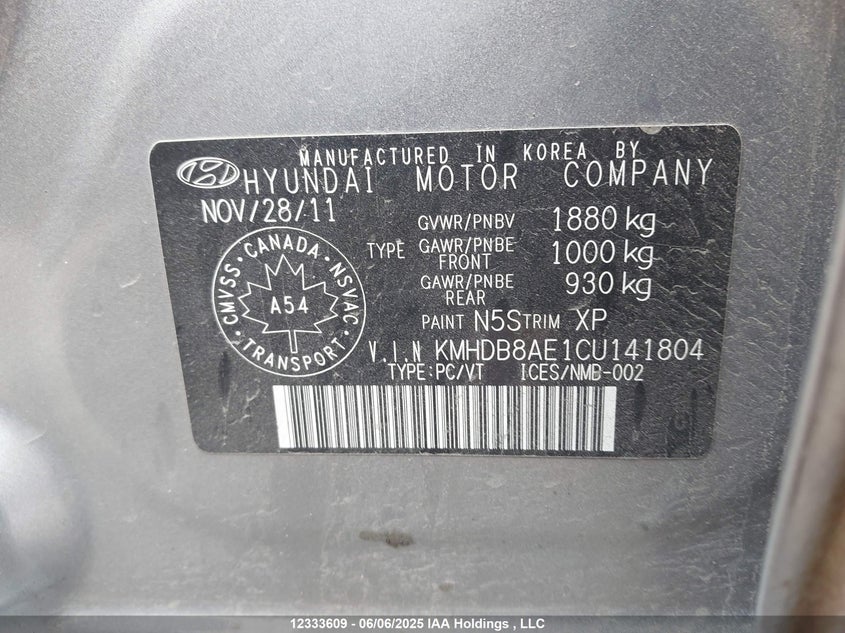 MANUFACTURED IN KOREA BY
HYUNDAI MOTOR COMPANY
NOV/28/11
GVWR/PNBV 1880 kg
TYPE GAWR/PNBE FRONT 1000 kg
GAWR/PNBE REAR 930 kg
CMVSS · CANADA · NSVAC · TRANSPORT ·
A54
PAINT N5S TRIM XP
V.I.N KMHDB8AE1CU141804
TYPE:PC/VT ICES/NMB-002
12333609 - 06/06/2025 IAA Holdings , LLC